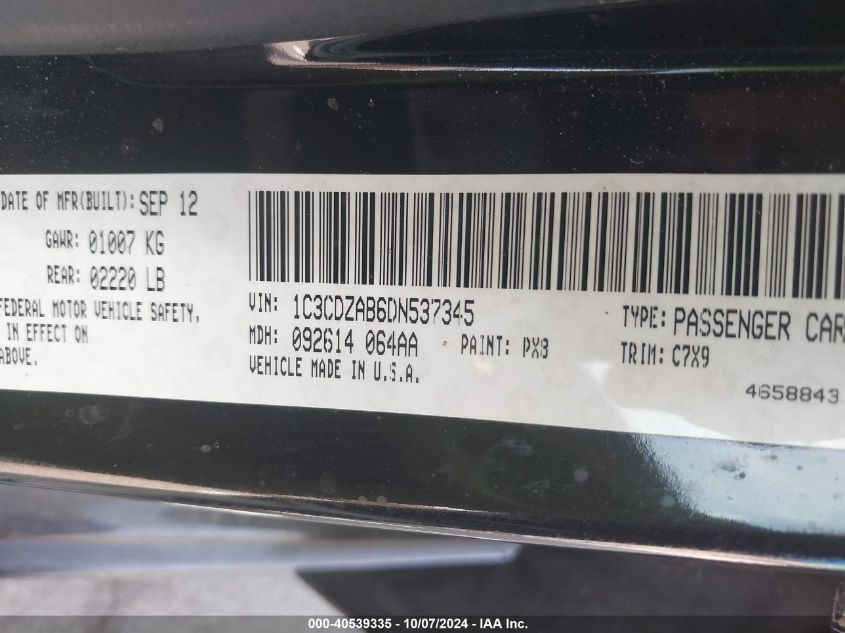 DATE OF MFR(BUILT): SEP 12
GAWR: 01007 KG
REAR: 02220 LB
FEDERAL MOTOR VEHICLE SAFETY,
IN EFFECT ON
ABOVE.
VIN: 1C3CDZAB6DN537345
TYPE: PASSENGER CAR
MDH: 092614 064AA PAINT: PX8
TRIM: C7X9
VEHICLE MADE IN U.S.A.
4658843
000-40539335 - 10/07/2024 - IAA Inc.